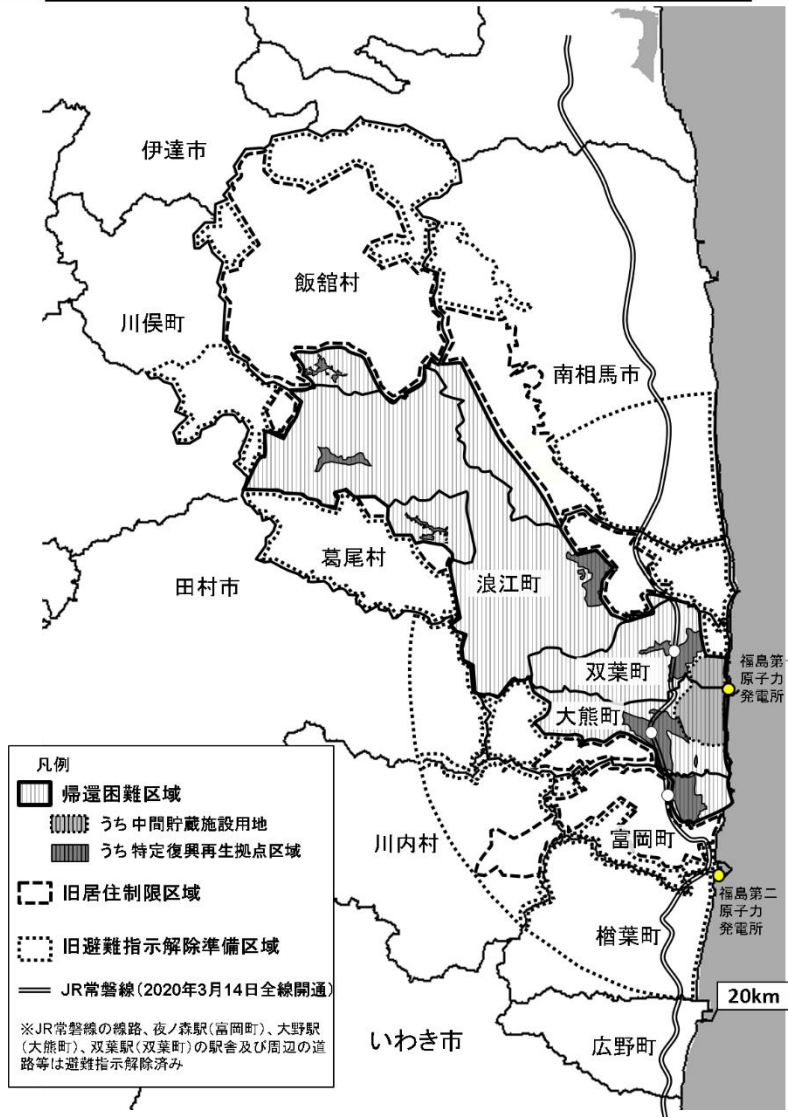 伊達市
飯舘村
川俣町
南相馬市
葛尾村
田村市
浪江町
双葉町
福島第一
原子力
発電所
大熊町
凡例
帰還困難区域
うち中間貯蔵施設用地
うち特定復興再生拠点区域
旧居住制限区域
旧避難指示解除準備区域
JR常磐線(2020年3月14日全線開通)
※JR常磐線の線路、夜ノ森駅(富岡町)、大野駅
(大熊町)、双葉駅(双葉町)の駅舎及び周辺の道
路等は避難指示解除済み
川内村
富岡町
福島第二
原子力
発電所
楢葉町
20km
いわき市
広野町